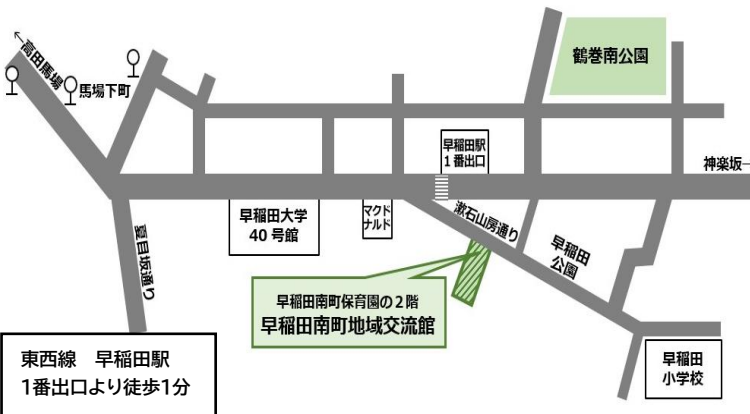 ↖高田馬場
馬場下町
鶴巻南公園
早稲田駅
1番出口
神楽坂→
早稲田大学
40号館
マクド
ナルド
漱石山房通り
早稲田
公園
夏目坂通り
早稲田南町保育園の2階
早稲田南町地域交流館
東西線 早稲田駅
1番出口より徒歩1分
早稲田
小学校